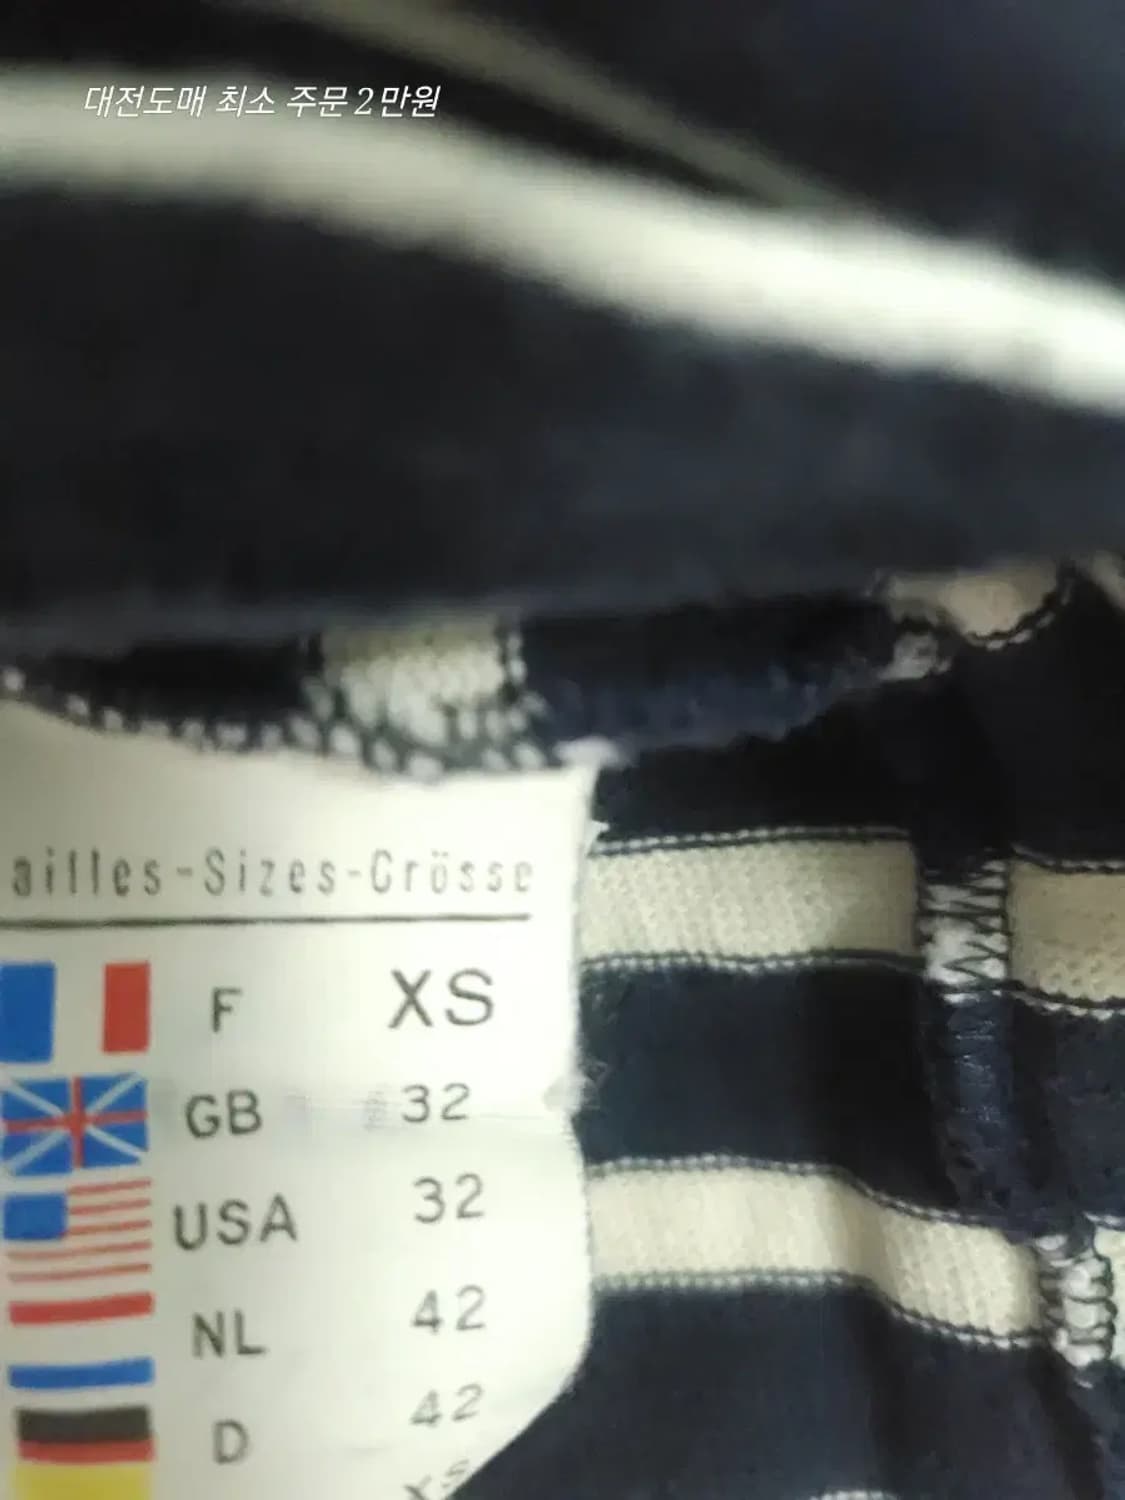 대전도매 최소 주문 2만원
ailles-Sizes-Grösse
F XS
GB 32
USA 32
NL 42
D 42
XS